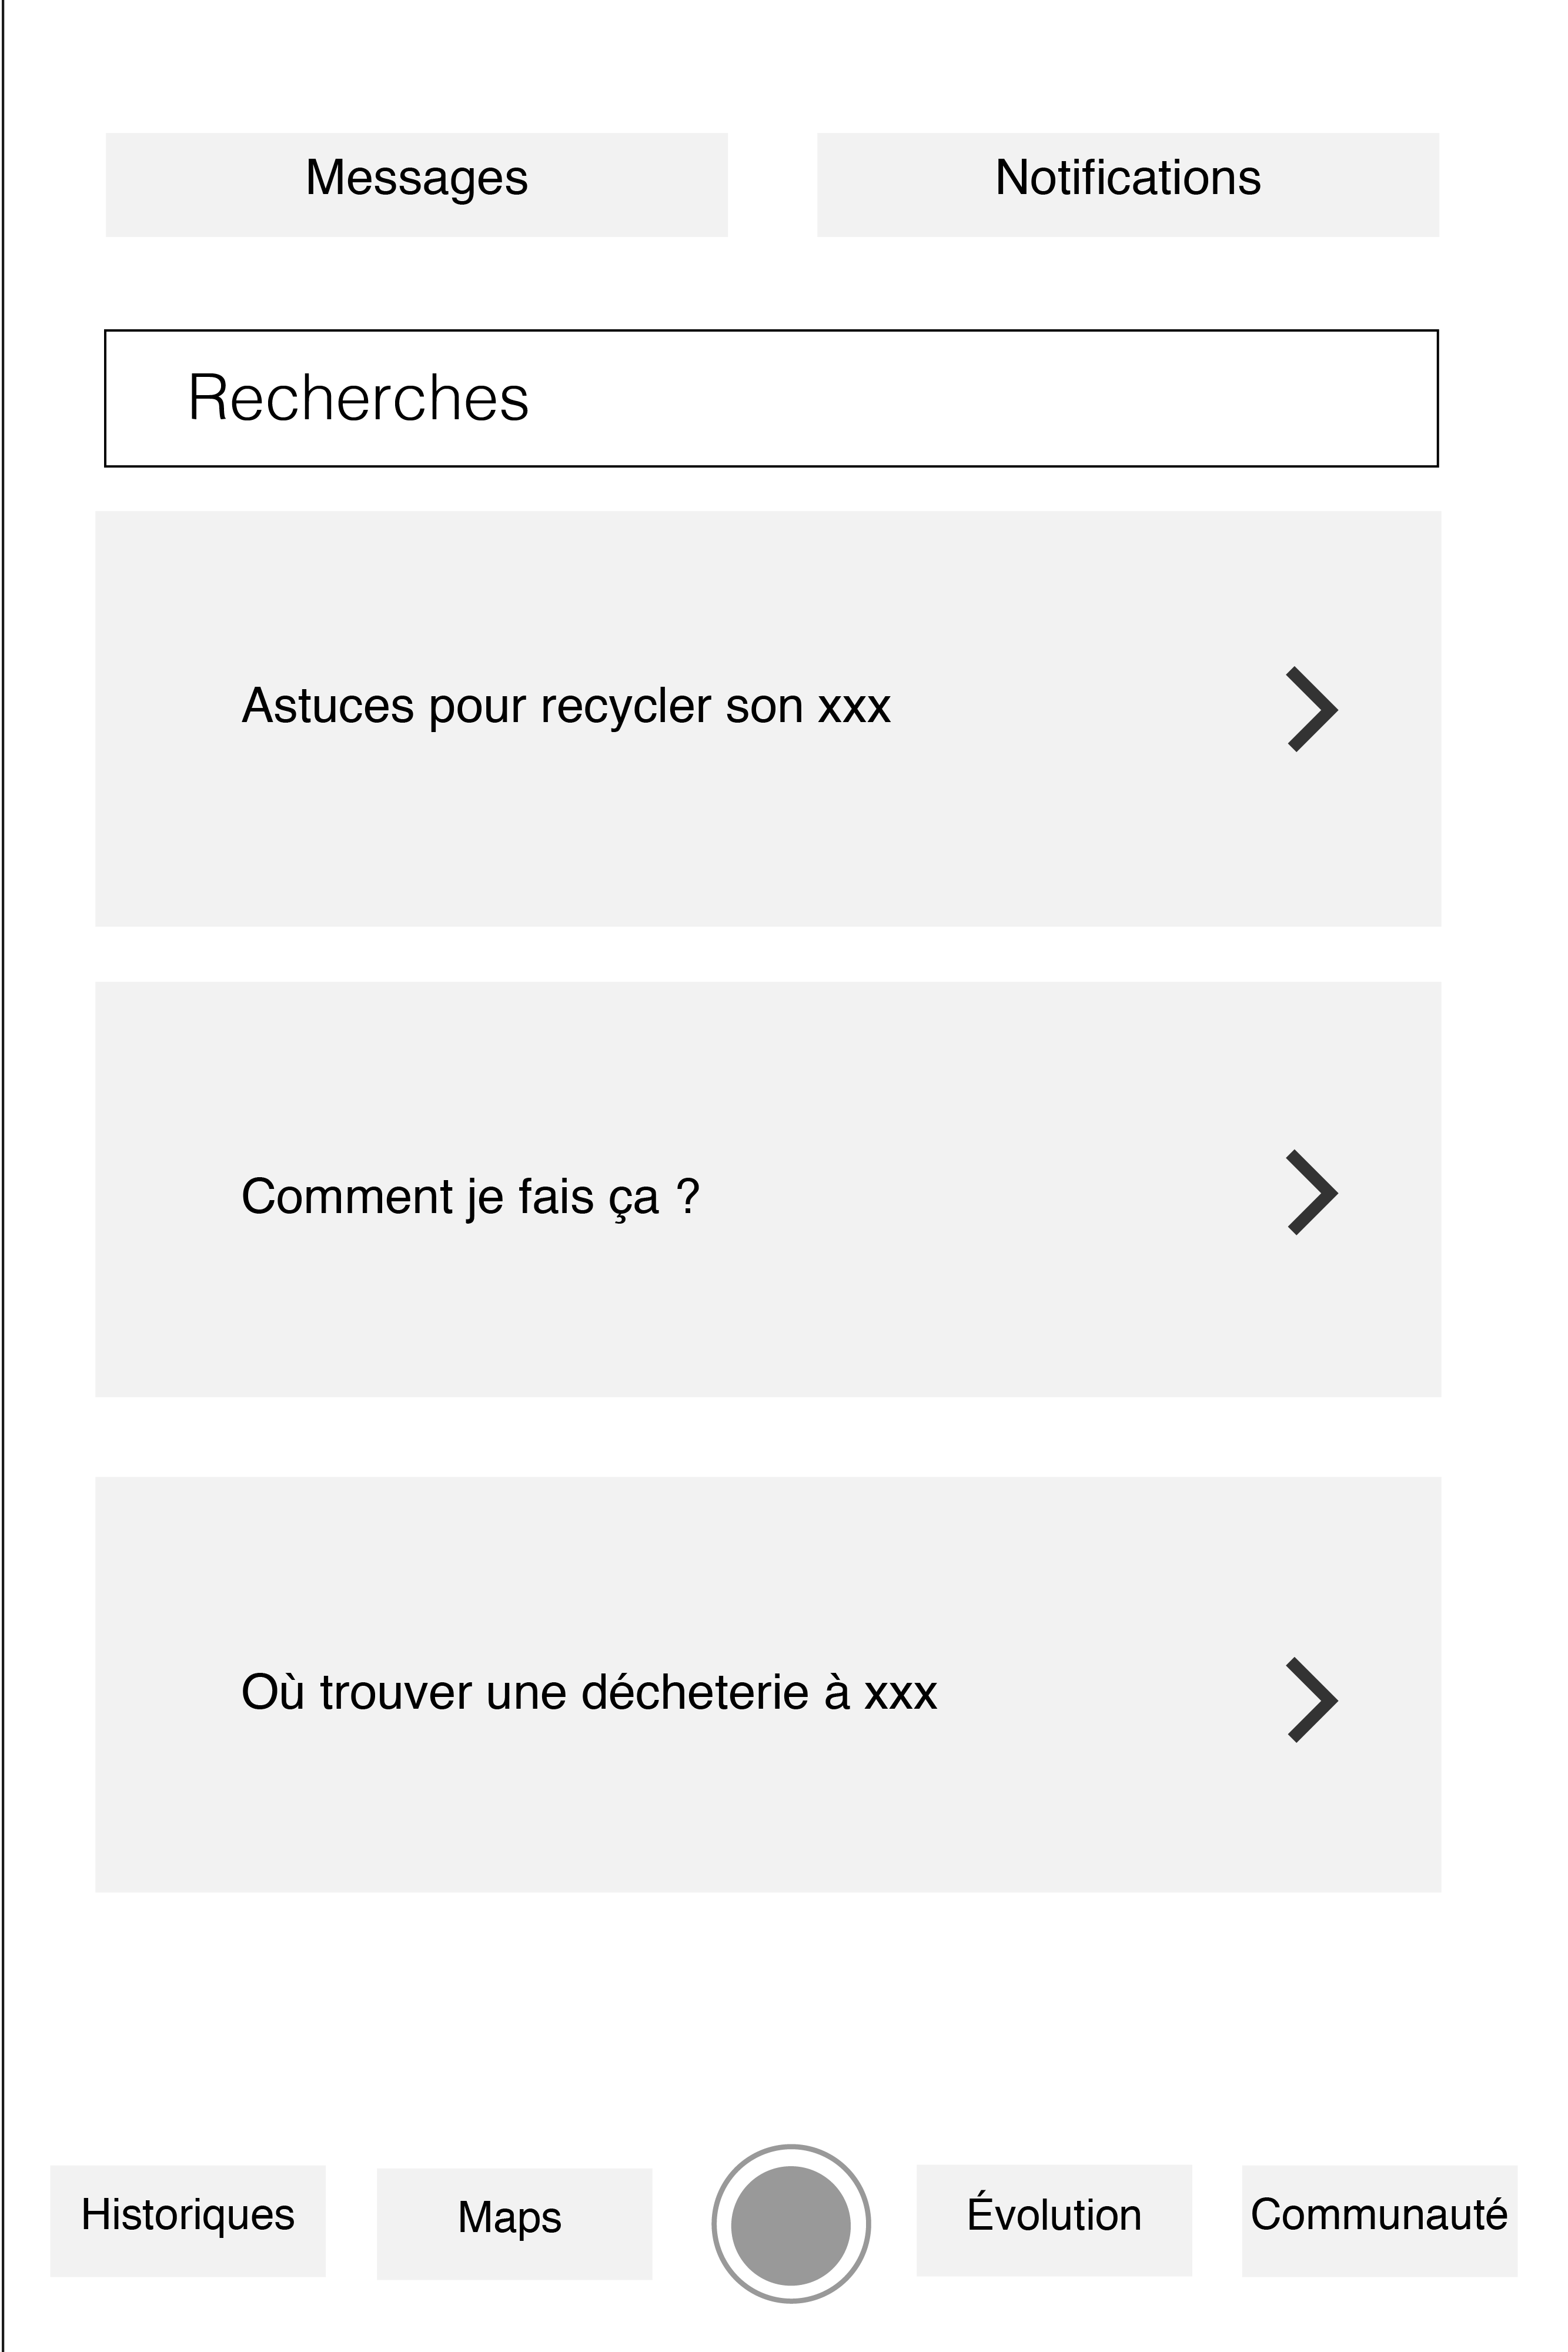 Messages
Notifications
Recherches
Astuces pour recycler son xxx
Comment je fais ça ?
Où trouver une décheterie à xxx
Historiques
Maps
Évolution
Communauté